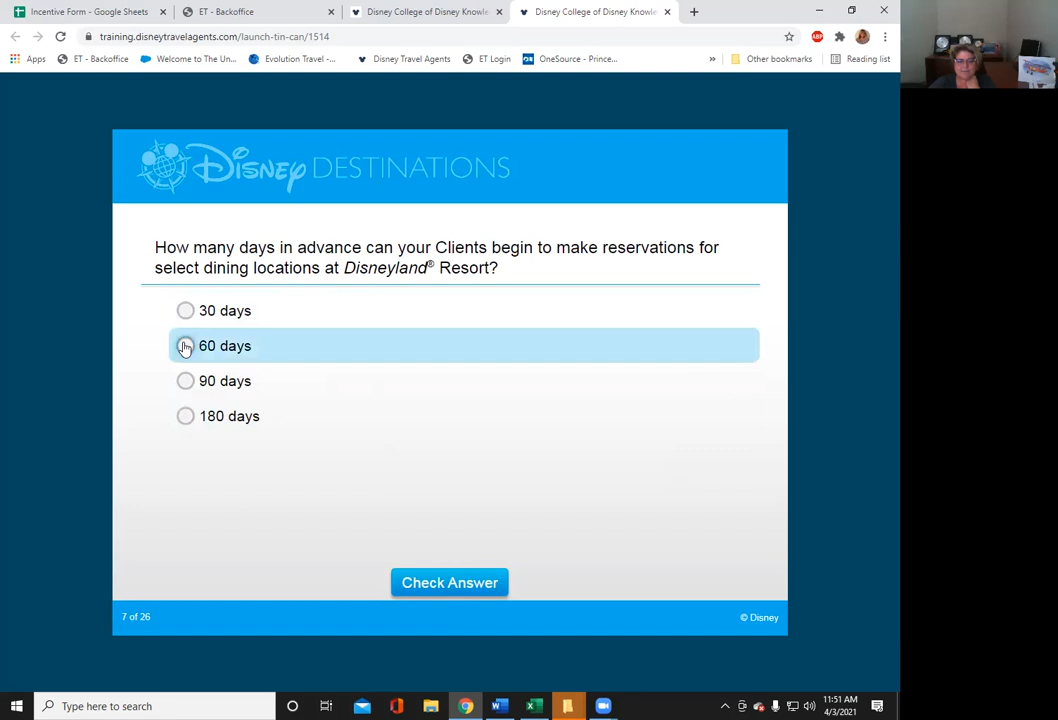 Incentive Form - Google Sheets
ET - Backoffice
Disney College of Disney Knowle
Disney College of Disney Knowle
training.disneytravelagents.com/launch-tin-can/1514
ABP
Apps
ET - Backoffice
Welcome to The Un...
Evolution Travel -...
Disney Travel Agents
ET Login
OneSource - Prince...
»
Other bookmarks
Reading list
Disney DESTINATIONS
How many days in advance can your Clients begin to make reservations for
select dining locations at Disneyland® Resort?
30 days
60 days
90 days
180 days
Check Answer
7 of 26
© Disney
Type here to search
11:51 AM
4/3/2021